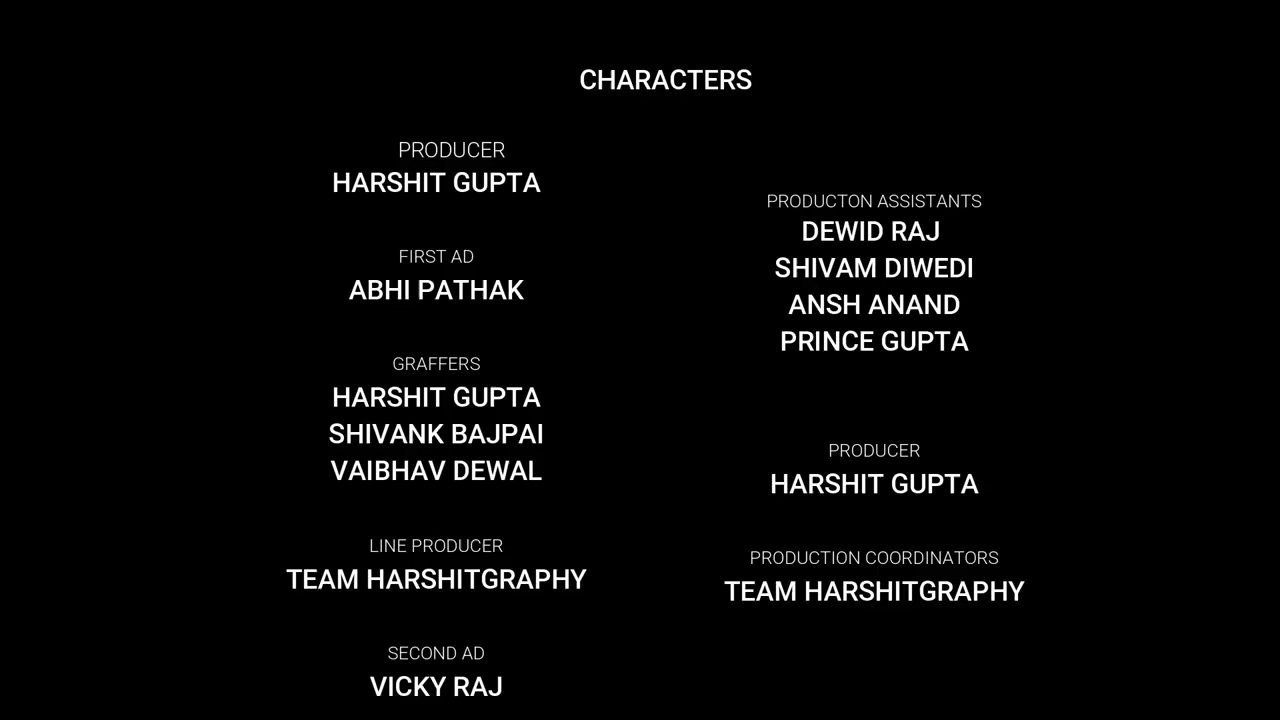 CHARACTERS
PRODUCER
HARSHIT GUPTA
FIRST AD
ABHI PATHAK
GRAFFERS
HARSHIT GUPTA
SHIVANK BAJPAI
VAIBHAV DEWAL
LINE PRODUCER
TEAM HARSHITGRAPHY
SECOND AD
VICKY RAJ
PRODUCTON ASSISTANTS
DEWID RAJ
SHIVAM DIWEDI
ANSH ANAND
PRINCE GUPTA
PRODUCER
HARSHIT GUPTA
PRODUCTION COORDINATORS
TEAM HARSHITGRAPHY